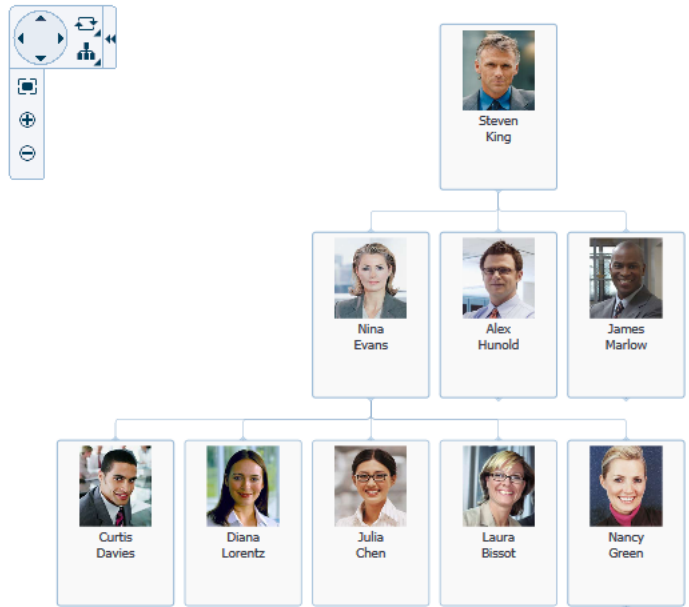 Steven
King
Nina
Evans
Alex
Hunold
James
Marlow
Curtis
Davies
Diana
Lorentz
Julia
Chen
Laura
Bissot
Nancy
Green